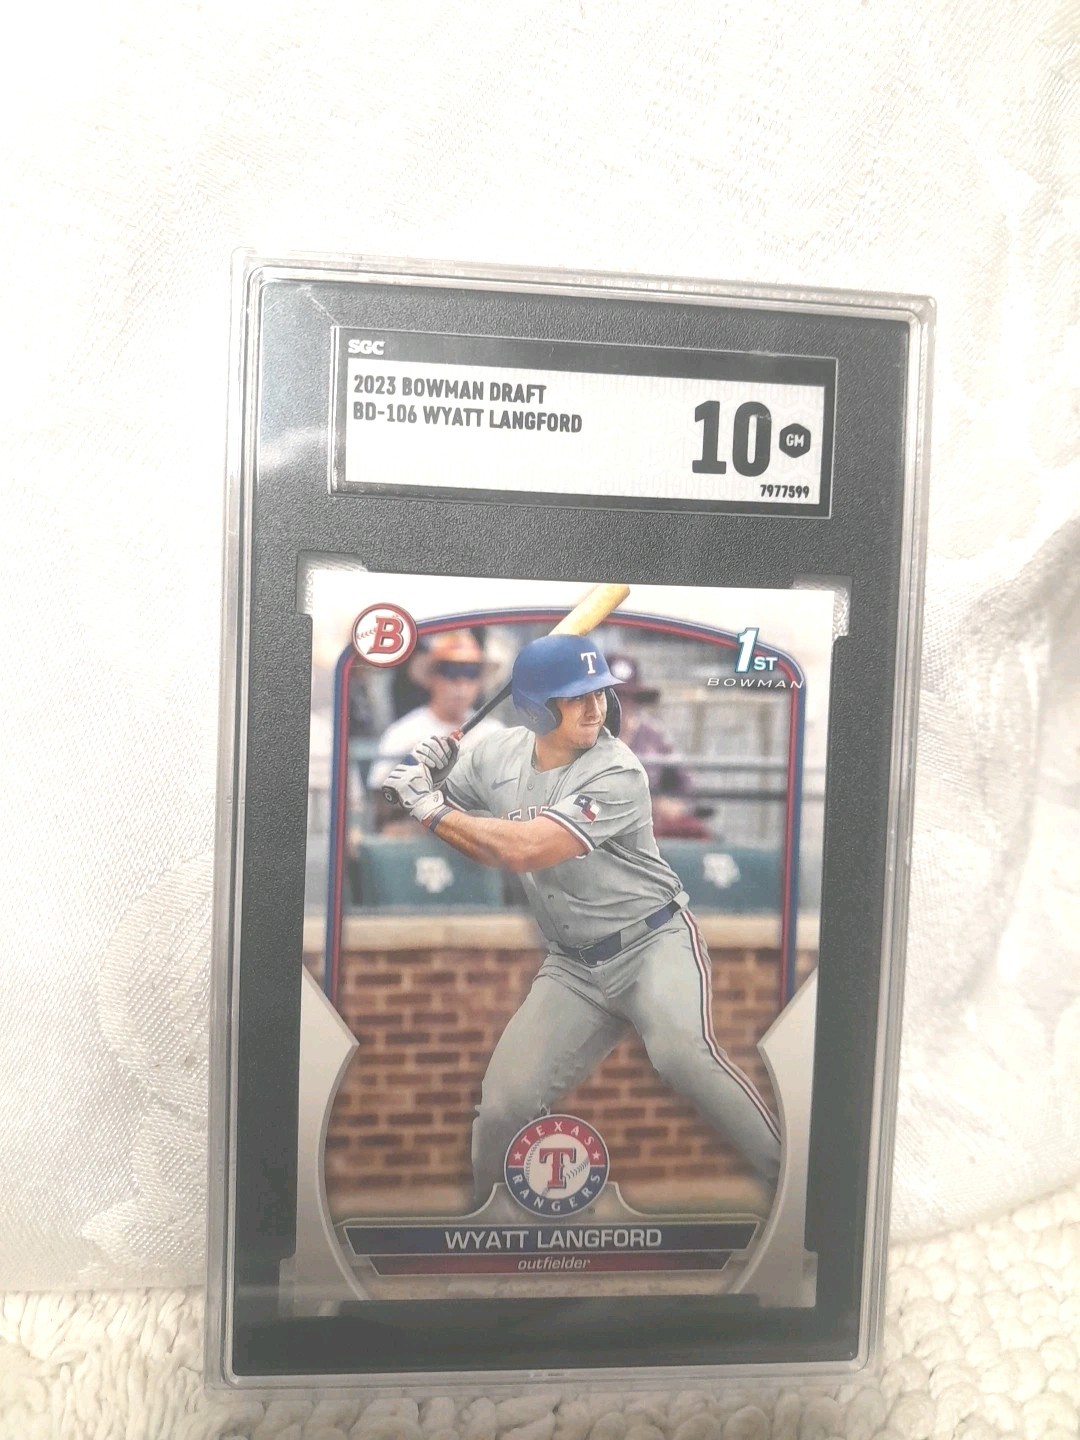 SGC
2023 BOWMAN DRAFT
BD-106 WYATT LANGFORD
10 GM
7977599
B
1ST
BOWMAN
T
TEXAS
T
RANGERS
WYATT LANGFORD
outfielder